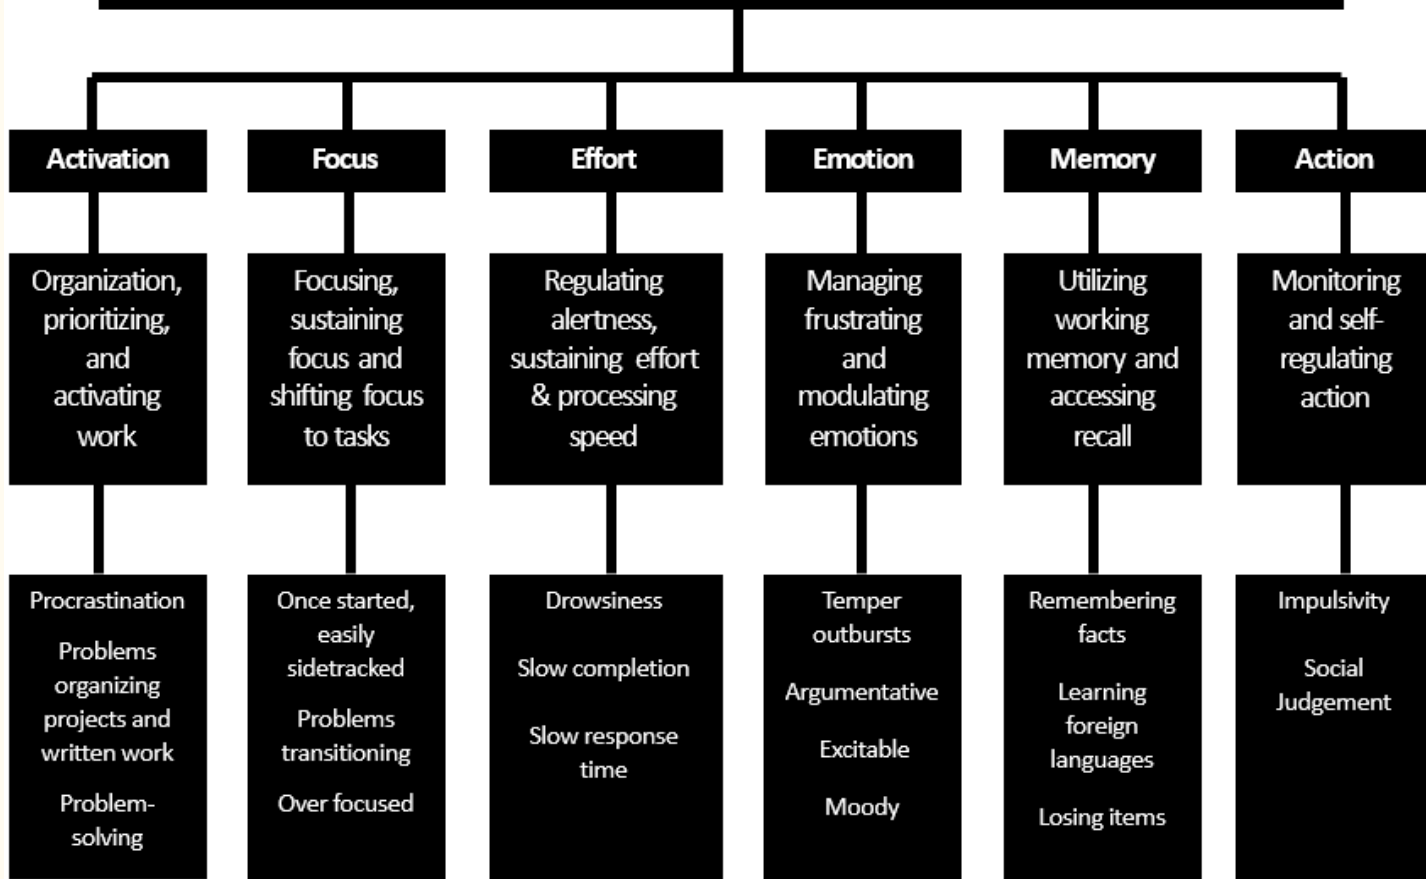 Activation
Focus
Effort
Emotion
Memory
Action
Organization,
prioritizing,
and
activating
work
Focusing,
sustaining
focus and
shifting focus
to tasks
Regulating
alertness,
sustaining effort
& processing
speed
Managing
frustrating
and
modulating
emotions
Utilizing
working
memory and
accessing
recall
Monitoring
and self-
regulating
action
Procrastination
Problems
organizing
projects and
written work
Problem-
solving
Once started,
easily
sidetracked
Problems
transitioning
Over focused
Drowsiness
Slow completion
Slow response
time
Temper
outbursts
Argumentative
Excitable
Moody
Remembering
facts
Learning
foreign
languages
Losing items
Impulsivity
Social
Judgement